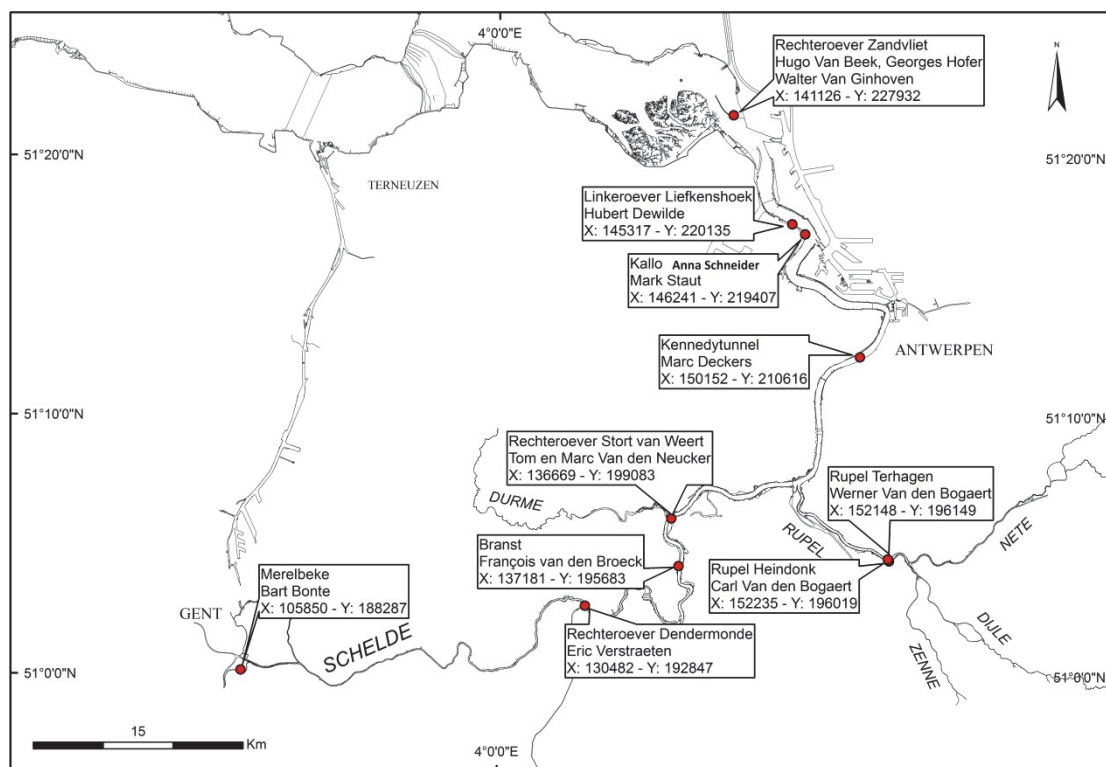 4°0'0"E
N
Rechteroever Zandvliet
Hugo Van Beek, Georges Hofer
Walter Van Ginhoven
X: 141126 - Y: 227932
51°20'0"N
51°20'0"N
TERNEUZEN
Linkeroever Liefkenshoek
Hubert Dewilde
X: 145317 - Y: 220135
Kallo Anna Schneider
Mark Staut
X: 146241 - Y: 219407
Kennedytunnel
Marc Deckers
X: 150152 - Y: 210616
ANTWERPEN
51°10'0"N
51°10'0"N
Rechteroever Stort van Weert
Tom en Marc Van den Neucker
X: 136669 - Y: 199083
DURME
Rupel Terhagen
Werner Van den Bogaert
X: 152148 - Y: 196149
RUPEL
NETE
Branst
François van den Broeck
X: 137181 - Y: 195683
Rupel Heindonk
Carl Van den Bogaert
X: 152235 - Y: 196019
Merelbeke
Bart Bonte
X: 105850 - Y: 188287
GENT
SCHELDE
Rechteroever Dendermonde
Eric Verstraeten
X: 130482 - Y: 192847
DIJLE
ZENNE
51°0'0"N
51°0'0"N
15
Km
4°0'0"E